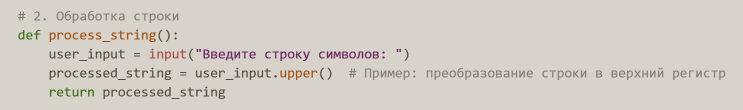 # 2. Обработка строки
def process_string():
    user_input = input("Введите строку символов: ")
    processed_string = user_input.upper()  # Пример: преобразование строки в верхний регистр
    return processed_string